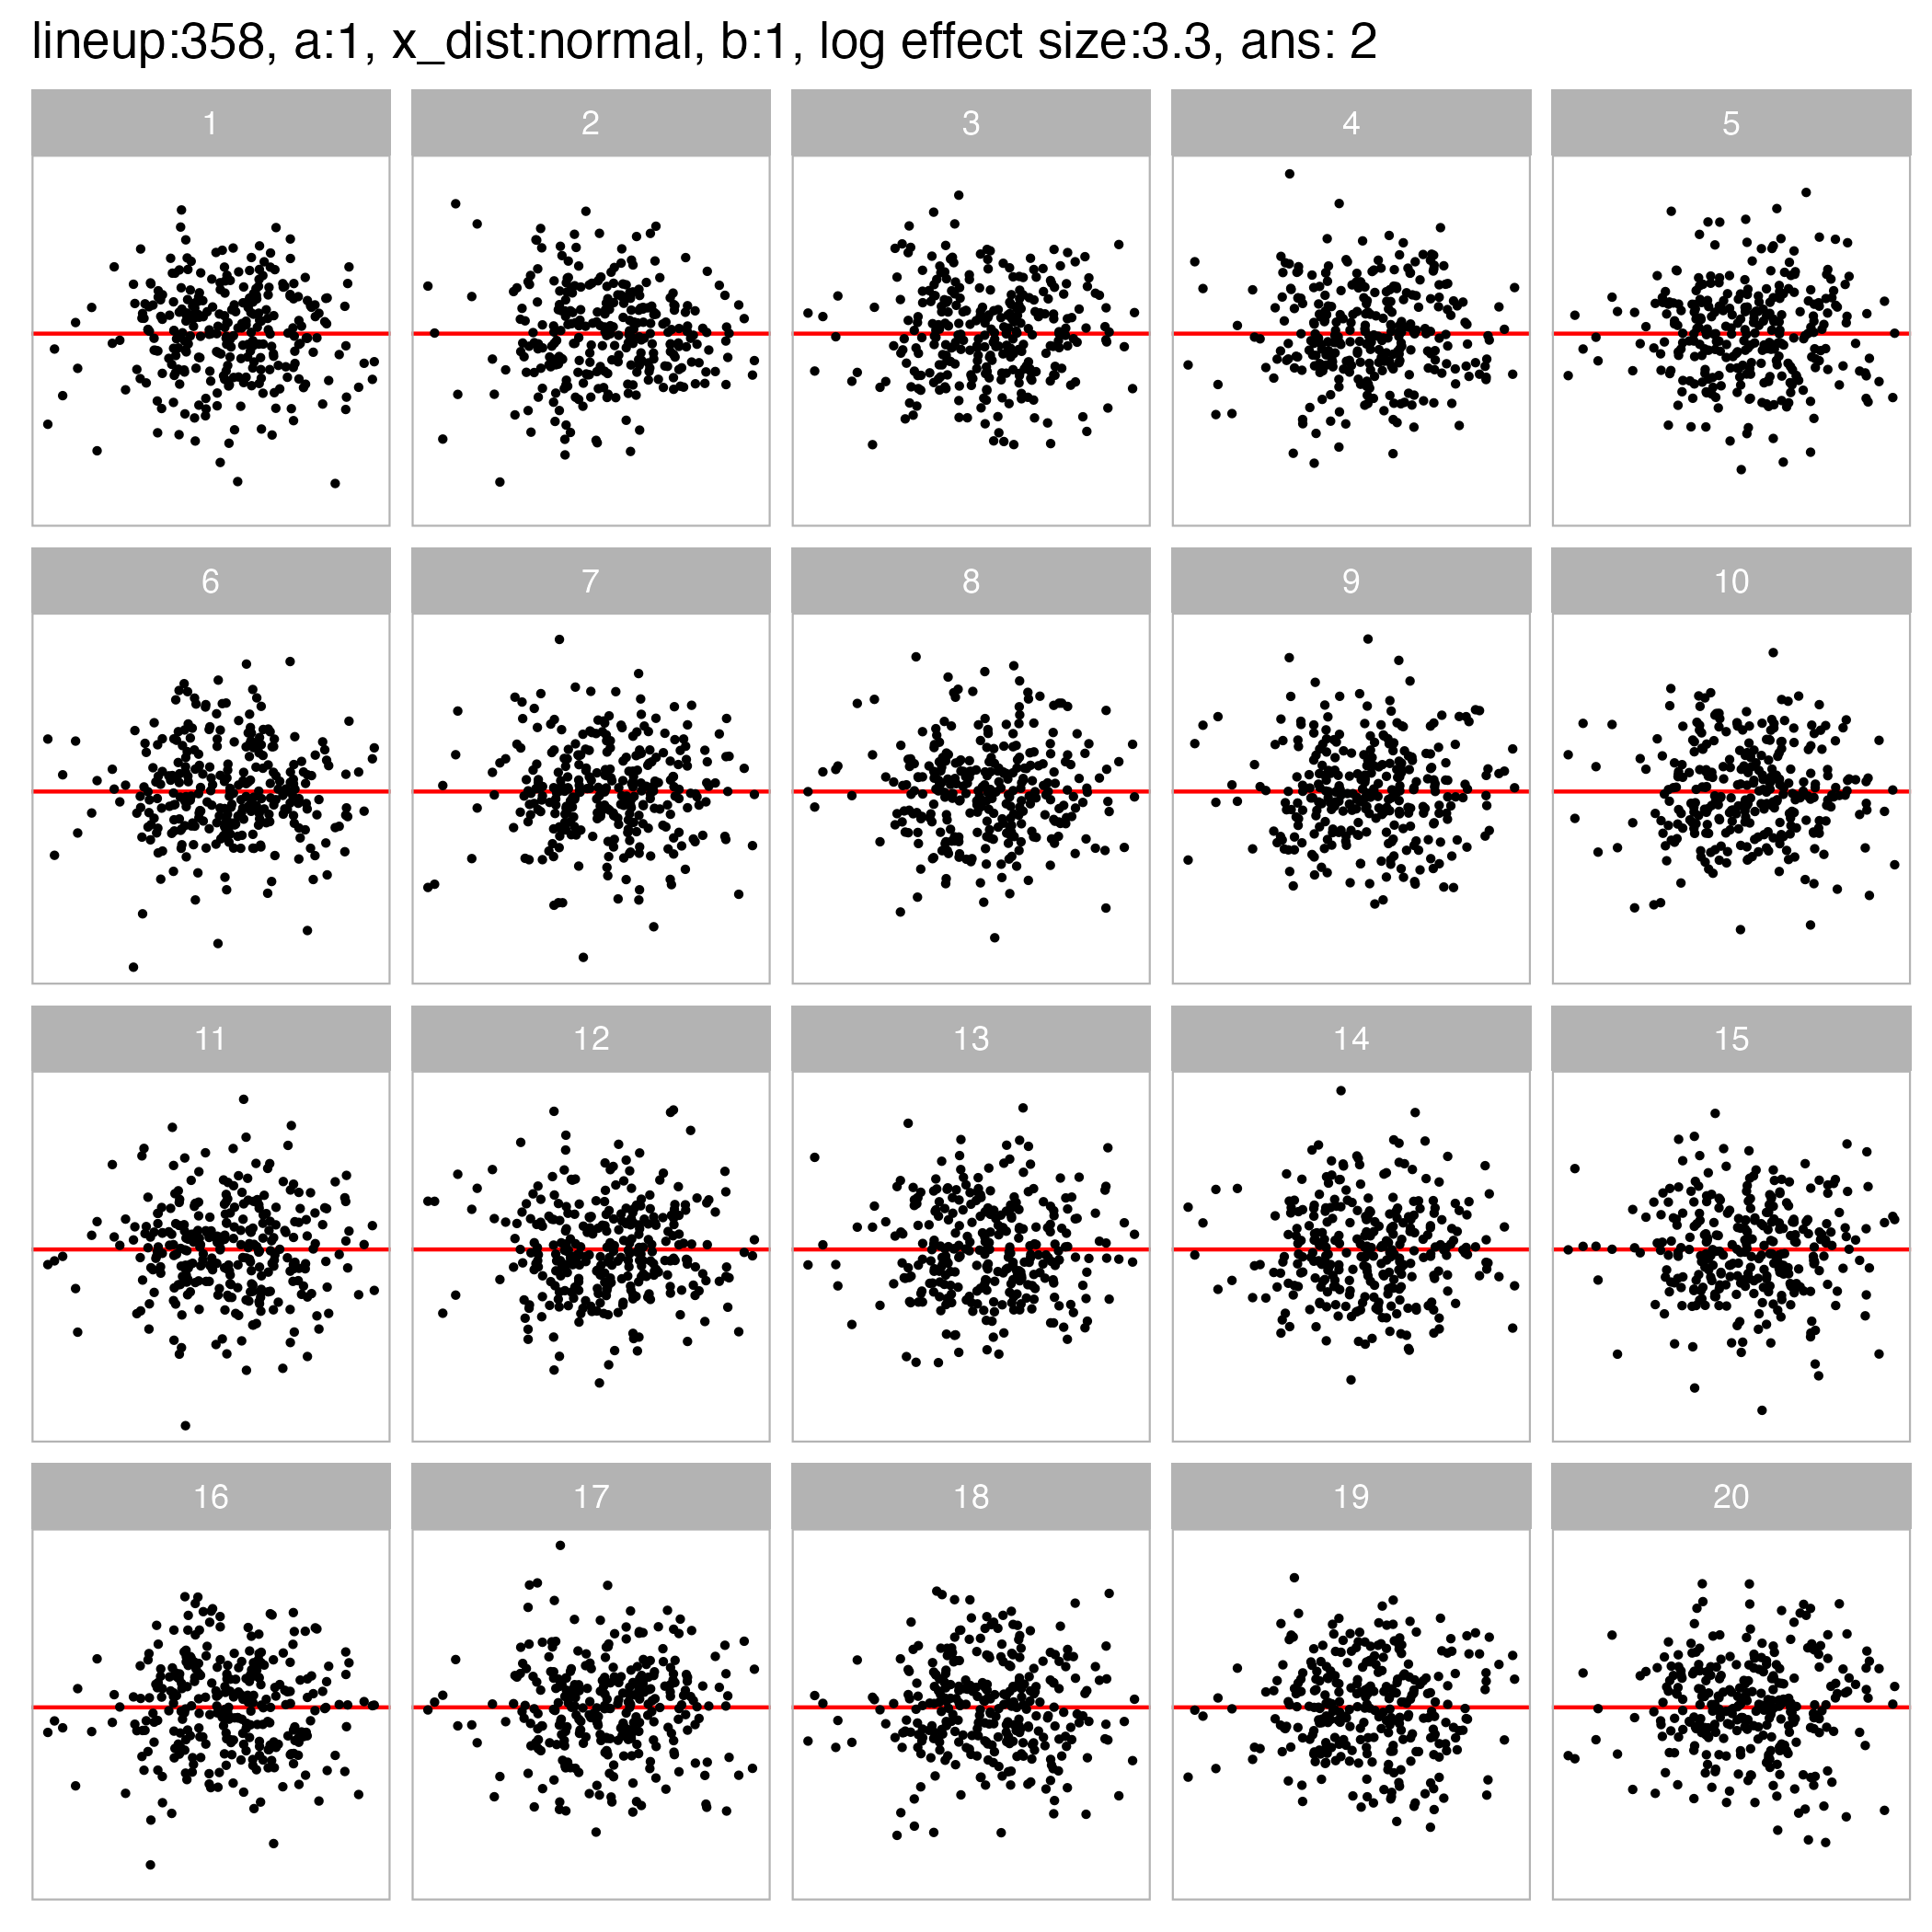 lineup:358, a:1, x_dist:normal, b:1, log effect size:3.3, ans: 2
1 2 3 4 5
6 7 8 9 10
11 12 13 14 15
16 17 18 19 20